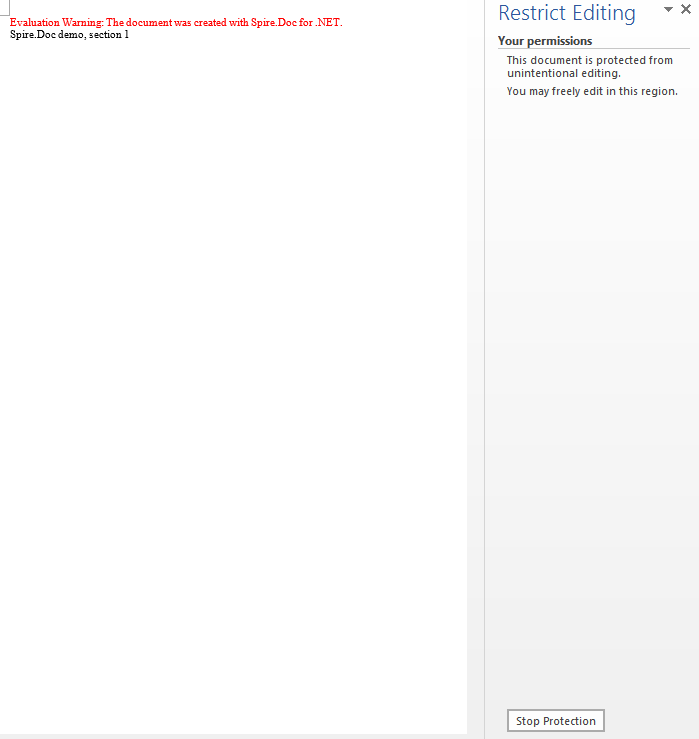 Evaluation Warning: The document was created with Spire.Doc for .NET.
Spire.Doc demo, section 1
Restrict Editing
Your permissions
This document is protected from
unintentional editing.
You may freely edit in this region.
Stop Protection